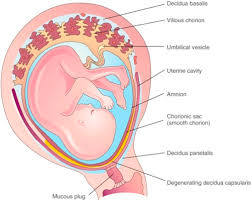 Decidua basalis
Villous chorion
Umbilical vesicle
Uterine cavity
Amnion
Chorionic sac
(smooth chorion)
Decidua parietalis
Degenerating decidua capsularis
Mucous plug